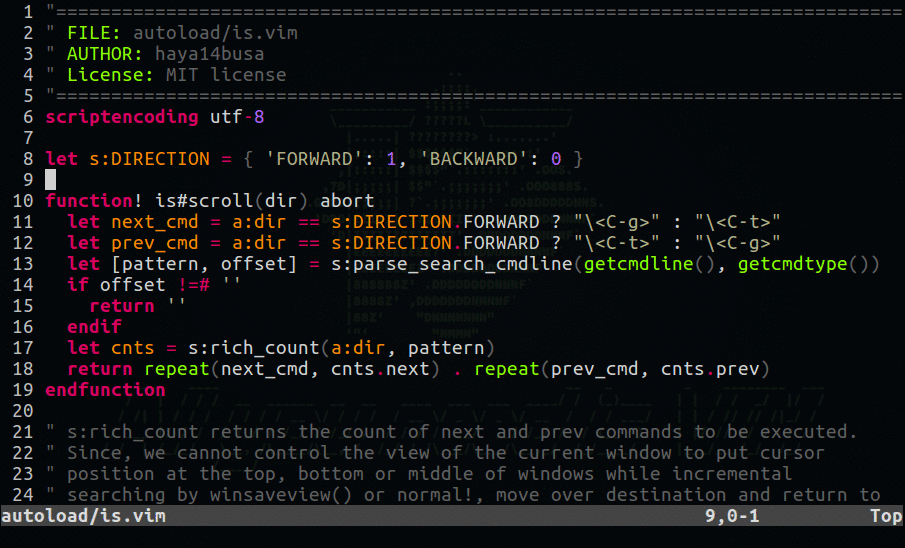 1 "==============================================================================
2 " FILE: autoload/is.vim
3 " AUTHOR: haya14busa
4 " License: MIT license
5 "==============================================================================
6 scriptencoding utf-8
7
8 let s:DIRECTION = { 'FORWARD': 1, 'BACKWARD': 0 }
9
10 function! is#scroll(dir) abort
11   let next_cmd = a:dir == s:DIRECTION.FORWARD ? "\<C-g>" : "\<C-t>"
12   let prev_cmd = a:dir == s:DIRECTION.FORWARD ? "\<C-t>" : "\<C-g>"
13   let [pattern, offset] = s:parse_search_cmdline(getcmdline(), getcmdtype())
14   if offset !=# ''
15     return ''
16   endif
17   let cnts = s:rich_count(a:dir, pattern)
18   return repeat(next_cmd, cnts.next) . repeat(prev_cmd, cnts.prev)
19 endfunction
20
21 " s:rich_count returns the count of next and prev commands to be executed.
22 " Since, we cannot control the view of the current window to put cursor
23 " position at the top, bottom or middle of windows while incremental
24 " searching by winsaveview() or normal!, move over destination and return to
autoload/is.vim 9,0-1 Top